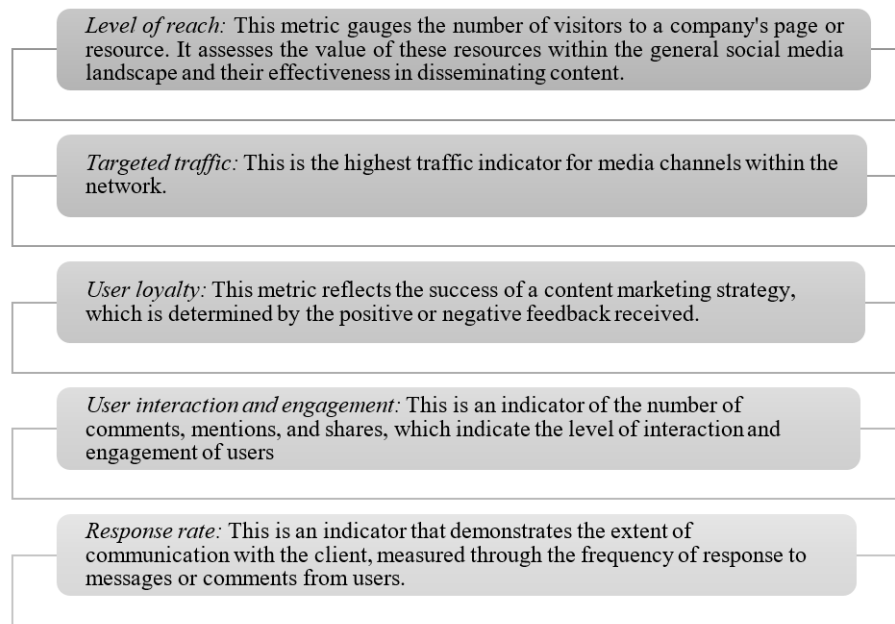 Level of reach: This metric gauges the number of visitors to a company's page or
resource. It assesses the value of these resources within the general social media
landscape and their effectiveness in disseminating content.
Targeted traffic: This is the highest traffic indicator for media channels within the
network.
User loyalty: This metric reflects the success of a content marketing strategy,
which is determined by the positive or negative feedback received.
User interaction and engagement: This is an indicator of the number of
comments, mentions, and shares, which indicate the level of interaction and
engagement of users
Response rate: This is an indicator that demonstrates the extent of
communication with the client, measured through the frequency of response to
messages or comments from users.